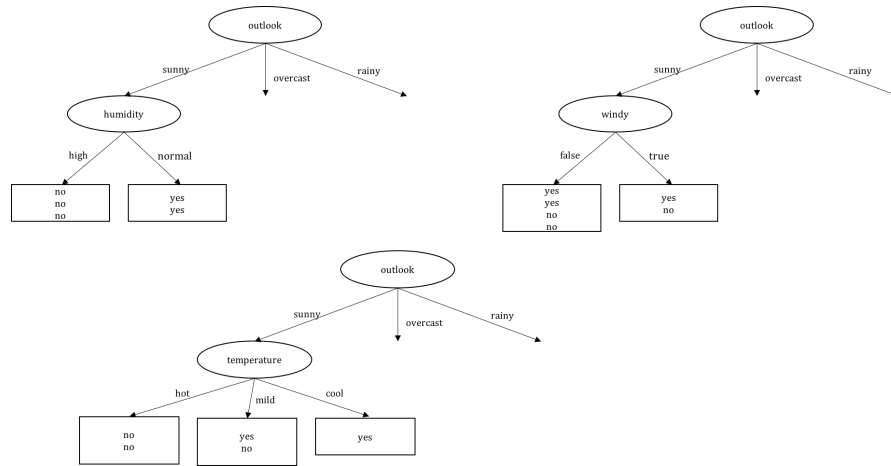 outlook
sunny
overcast
rainy
humidity
high
normal
no
no
no
yes
yes
outlook
sunny
overcast
rainy
windy
false
true
yes
yes
no
no
yes
no
outlook
sunny
overcast
rainy
temperature
hot
mild
cool
no
no
yes
no
yes